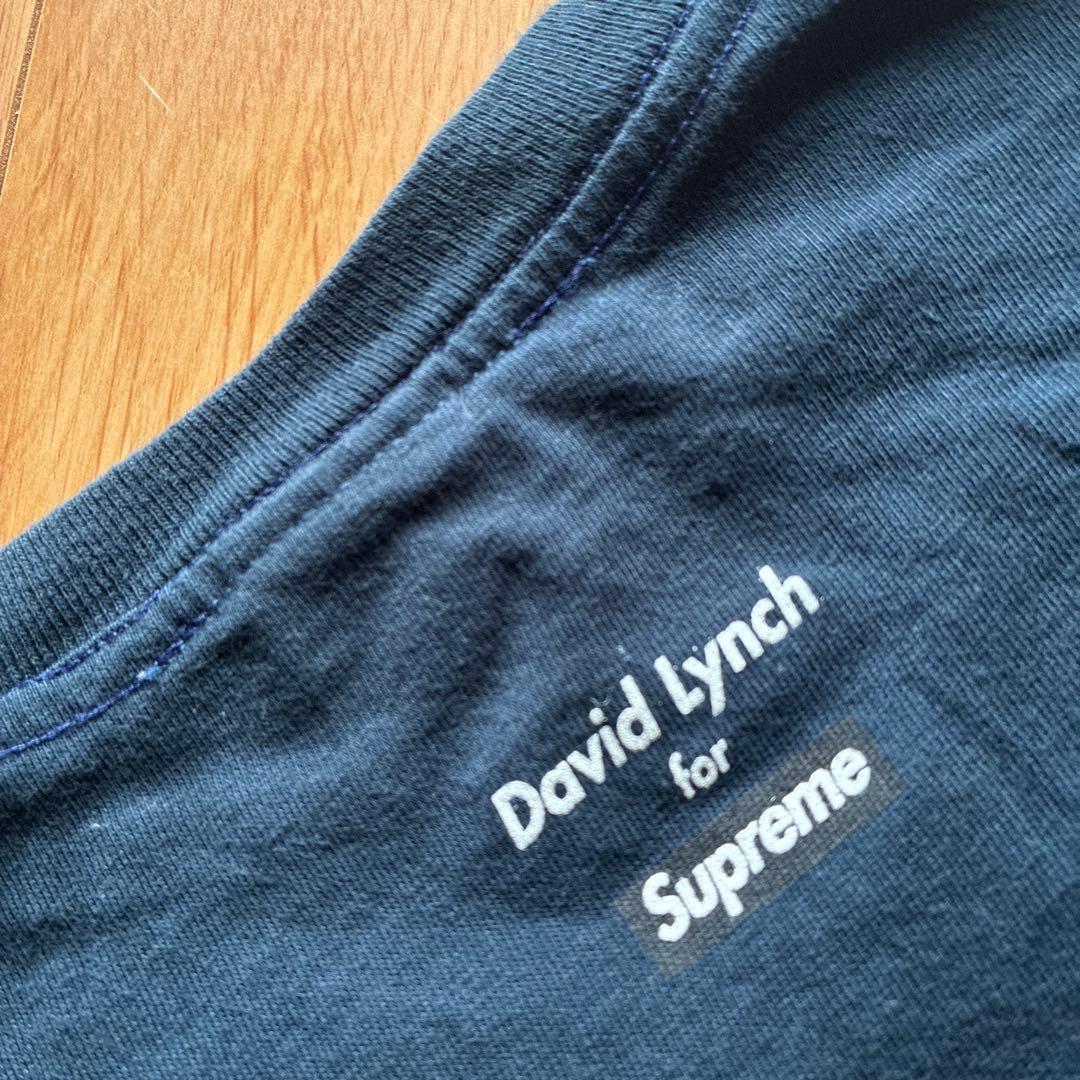 David Lynch
for
Supreme